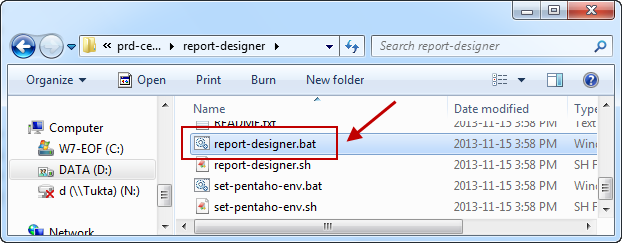 « prd-ce... report-designer
Search report-designer
Organize Open Print Burn New folder
Name Date modified Type
README.txt 2013-11-15 3:58 PM Text
report-designer.bat 2013-11-15 3:58 PM Wind
report-designer.sh 2013-11-15 3:58 PM SH F
set-pentaho-env.bat 2013-11-15 3:58 PM Wind
set-pentaho-env.sh 2013-11-15 3:58 PM SH F
Computer
W7-EOF (C:)
DATA (D:)
d (\\Tukta) (N:)
Network